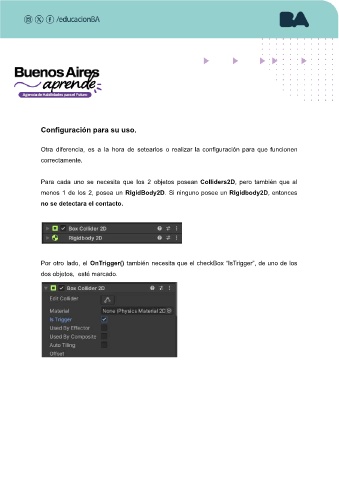 /educacionBA
BA
Buenos Aires
aprende
Agencia de Habilidades para el Futuro
Configuración para su uso.
Otra diferencia, es a la hora de setearlos o realizar la configuración para que funcionen
correctamente.
Para cada uno se necesita que los 2 objetos posean Colliders2D, pero también que al
menos 1 de los 2, posea un RigidBody2D. Si ninguno posee un Rigidbody2D, entonces
no se detectara el contacto.
Box Collider 2D
Rigidbody 2D
Por otro lado, el OnTrigger() también necesita que el checkBox "IsTrigger", de uno de los
dos objetos, esté marcado.
Box Collider 2D
Edit Collider
Material None (Physics Material 2D)
Is Trigger
Used By Effector
Used By Composite
Auto Tiling
Offset